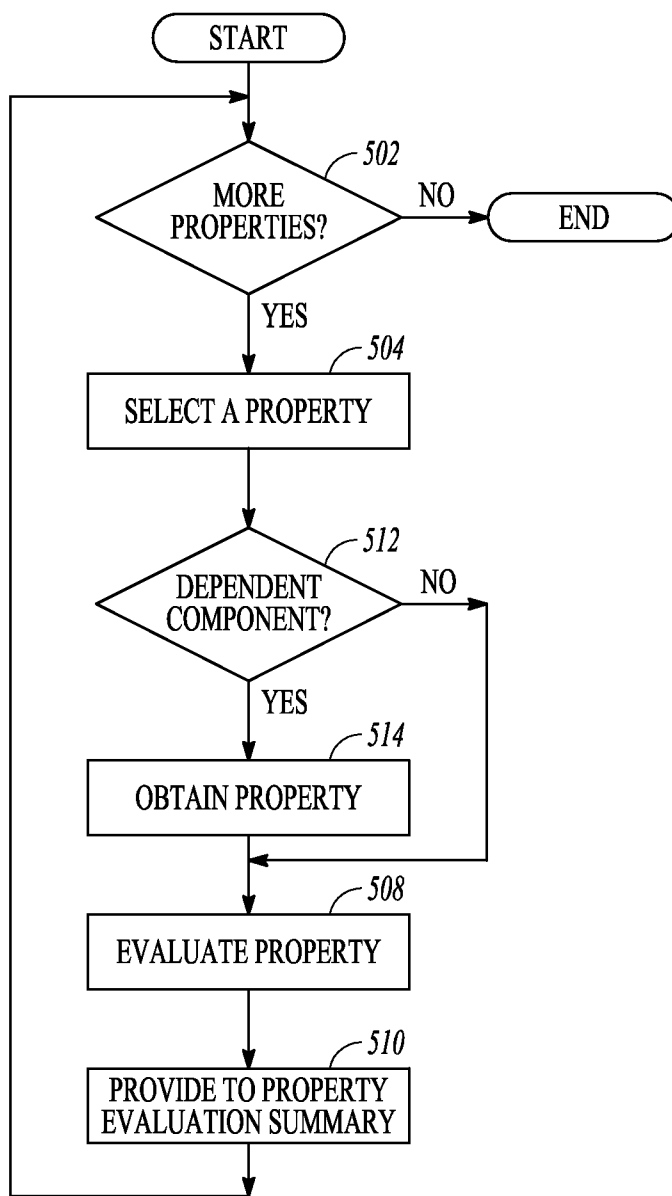 START
502
MORE
PROPERTIES?
NO
END
YES
504
SELECT A PROPERTY
512
DEPENDENT
COMPONENT?
NO
YES
514
OBTAIN PROPERTY
508
EVALUATE PROPERTY
510
PROVIDE TO PROPERTY
EVALUATION SUMMARY